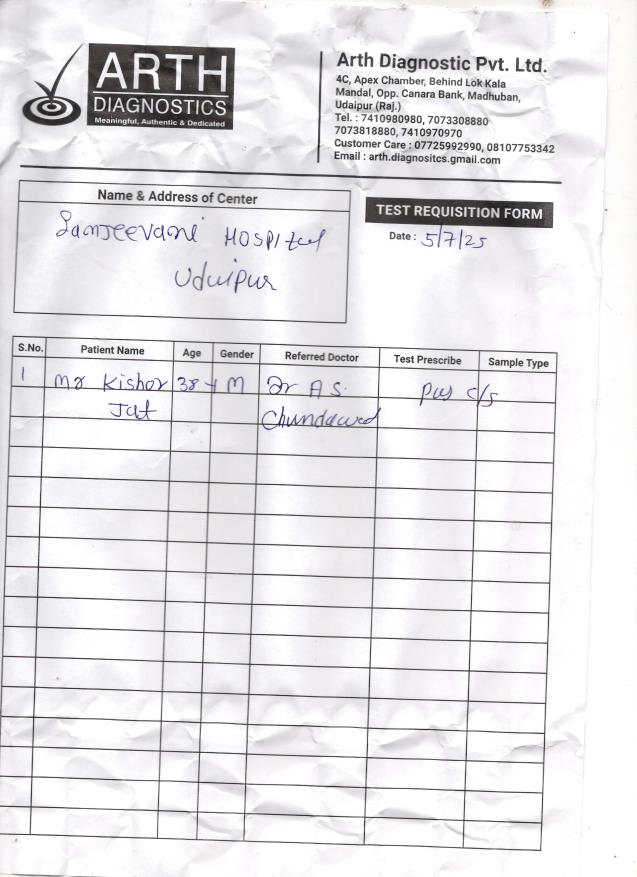 ARTH
DIAGNOSTICS
Meaningful, Authentic & Dedicated
Arth Diagnostic Pvt. Ltd.
4C, Apex Chamber, Behind Lok Kala
Mandal, Opp. Canara Bank, Madhuban,
Udaipur (Raj.)
Tel. : 7410980980, 7073308880
7073818880, 7410970970
Customer Care : 07725992990, 08107753342
Email : arth.diagnositcs.gmail.com
Name & Address of Center
Sanjeevani HOSPITal
Uduipur
TEST REQUISITION FORM
Date : 5/7/25
S.No. Patient Name Age Gender Referred Doctor Test Prescribe Sample Type
1 Mr Kishor 38 Y M Dr A S. Pus c/s
Jat Chundawad